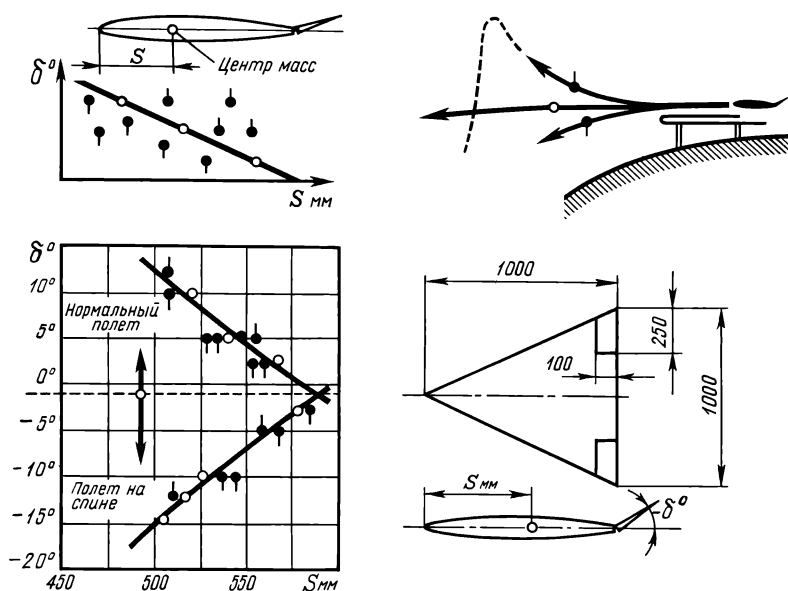 S
Центр масс
δ°
S мм
δ°
10°
Нормальный
полет
5°
0°
-5°
-10°
Полет на
спине
-15°
-20°
450
500
550
S мм
1000
250
100
1000
S мм
-δ°